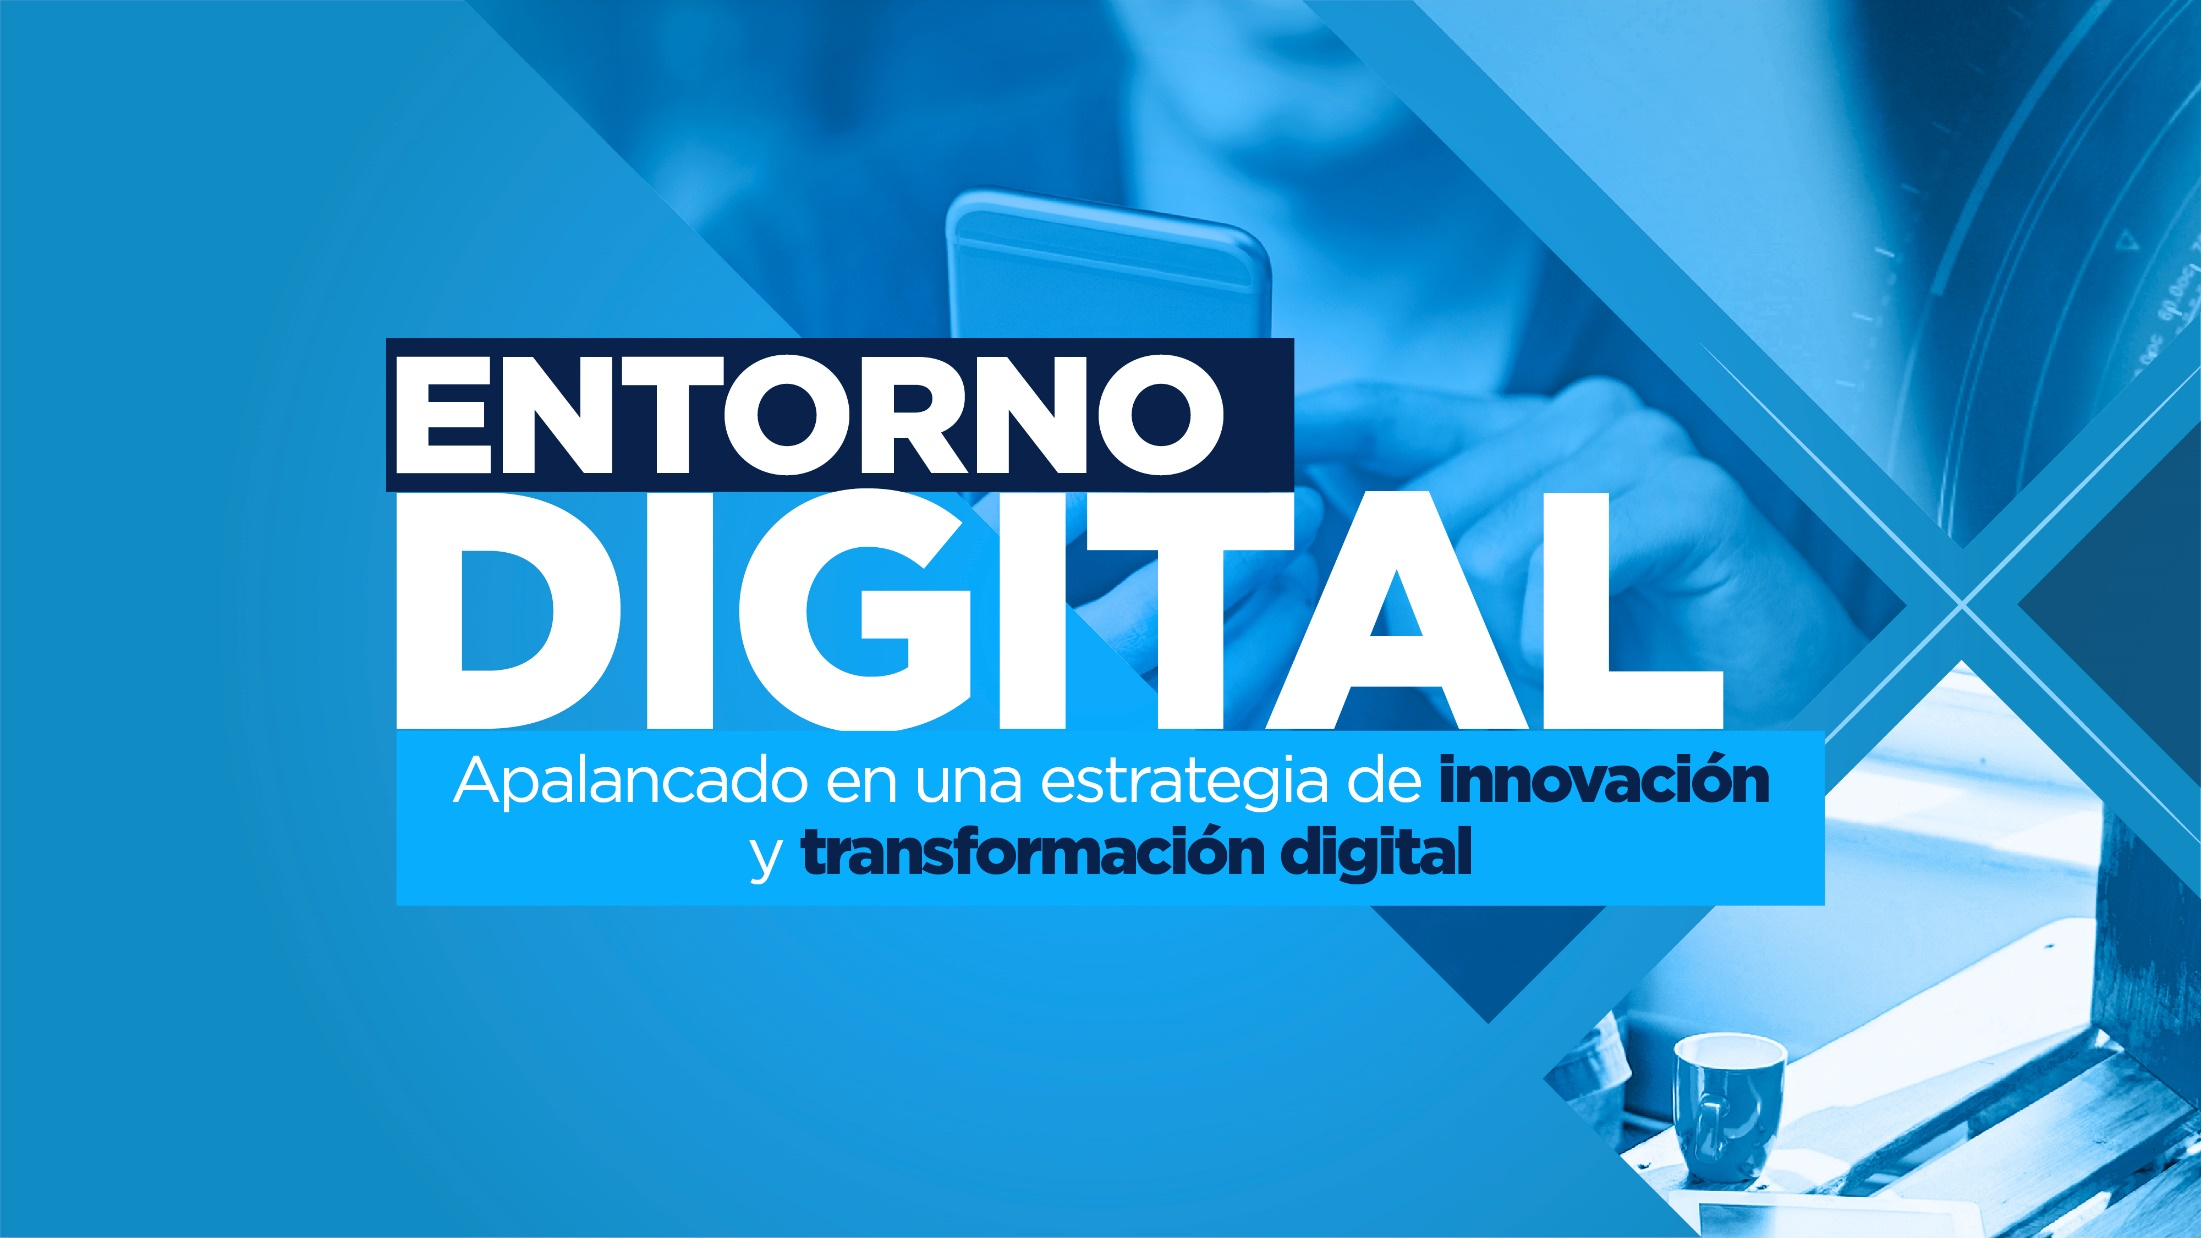 ENTORNO
DIGITAL
Apalancado en una estrategia de innovación
y transformación digital